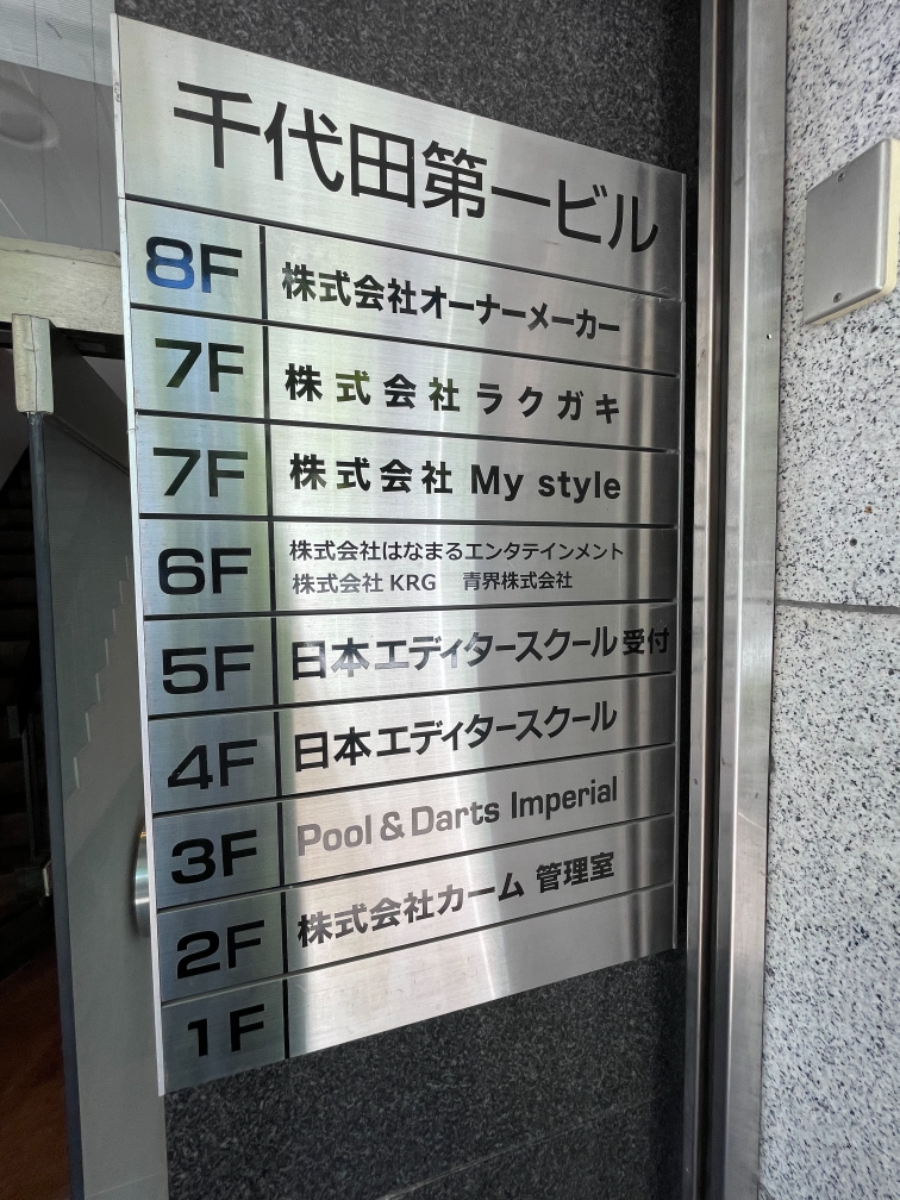 千代田第一ビル
8F 株式会社オーナーメーカー
7F 株式会社ラクガキ
7F 株式会社 My style
6F 株式会社はなまるエンタテインメント
株式会社 KRG 青界株式会社
5F 日本エディタースクール 受付
4F 日本エディタースクール
3F Pool & Darts Imperial
2F 株式会社カーム 管理室
1F